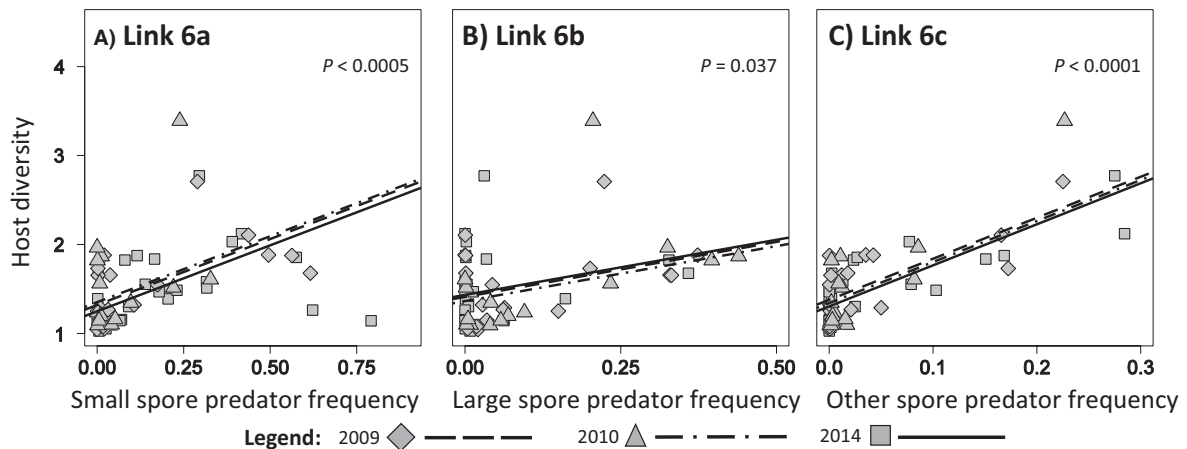 A) Link 6a
B) Link 6b
C) Link 6c
P < 0.0005
P = 0.037
P < 0.0001
Host diversity
4
3
2
1
0.00 0.25 0.50 0.75
0.00 0.25 0.50
0.0 0.1 0.2 0.3
Small spore predator frequency
Large spore predator frequency
Other spore predator frequency
Legend: 2009 2010 2014